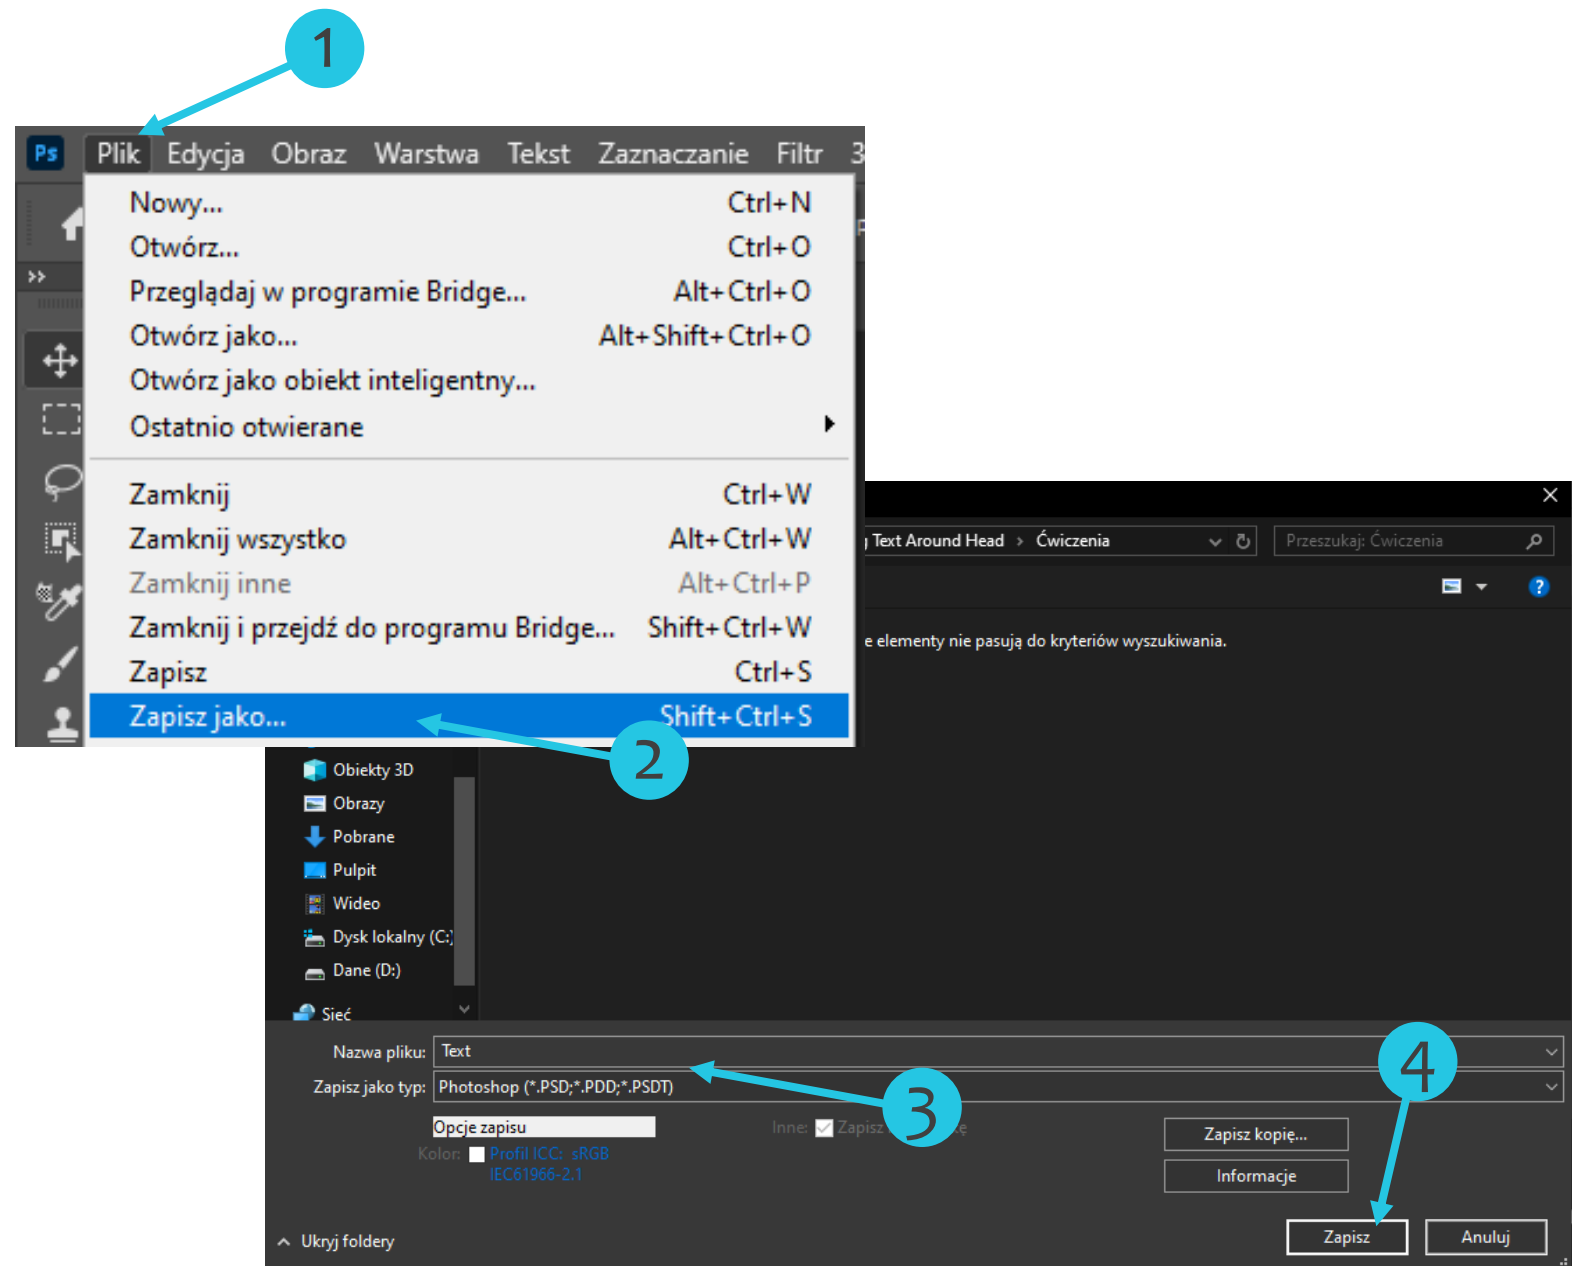 1
Ps Plik Edycja Obraz Warstwa Tekst Zaznaczanie Filtr 3
Nowy... Ctrl+N
Otwórz... Ctrl+O
Przeglądaj w programie Bridge... Alt+Ctrl+O
Otwórz jako... Alt+Shift+Ctrl+O
Otwórz jako obiekt inteligentny...
Ostatnio otwierane
Zamknij Ctrl+W
Zamknij wszystko Alt+Ctrl+W
Zamknij inne Alt+Ctrl+P
Zamknij i przejdź do programu Bridge... Shift+Ctrl+W
Zapisz Ctrl+S
Zapisz jako... Shift+Ctrl+S
2
Text Around Head > Ćwiczenia
Przeszukaj: Ćwiczenia
elementy nie pasują do kryteriów wyszukiwania.
Obiekty 3D
Obrazy
Pobrane
Pulpit
Wideo
Dysk lokalny (C:)
Dane (D:)
Sieć
Nazwa pliku: Text
Zapisz jako typ: Photoshop (*.PSD;*.PDD;*.PSDT)
3
4
Opcje zapisu
Inne: Zapisz
Kolor: Profil ICC: sRGB
IEC61966-2.1
Zapisz kopię...
Informacje
Ukryj foldery
Zapisz
Anuluj